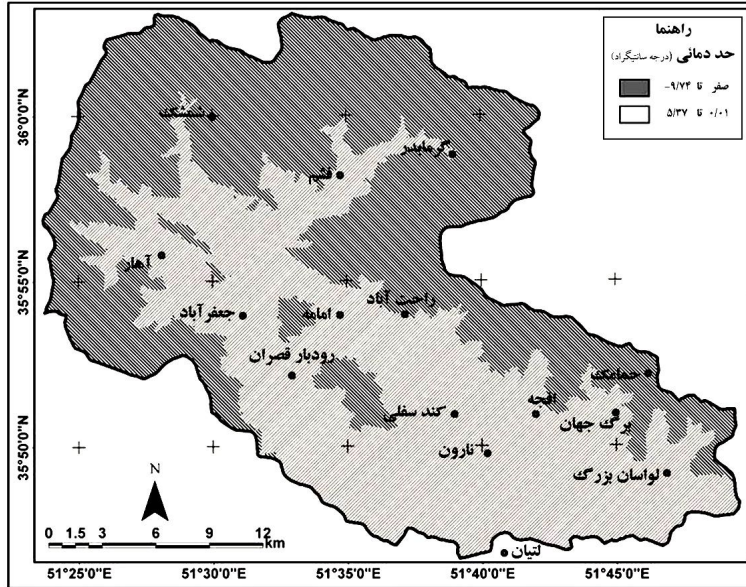 راهنما
حد دمائی (درجه سانتیگراد)
صفر تا ۹/۷۴-
۰/۰۱ تا ۵/۳۷
36°0'0"N
35°55'0"N
35°50'0"N
گرمابدر
فشم
آهار
راحت آباد
امامه
جعفرآباد
رودبار قصران
افجه
برگ جهان
کند سفلی
نارون
لواسان بزرگ
لتیان
N
0 1.5 3 6 9 12
km
51°25'0"E 51°30'0"E 51°35'0"E 51°40'0"E 51°45'0"E